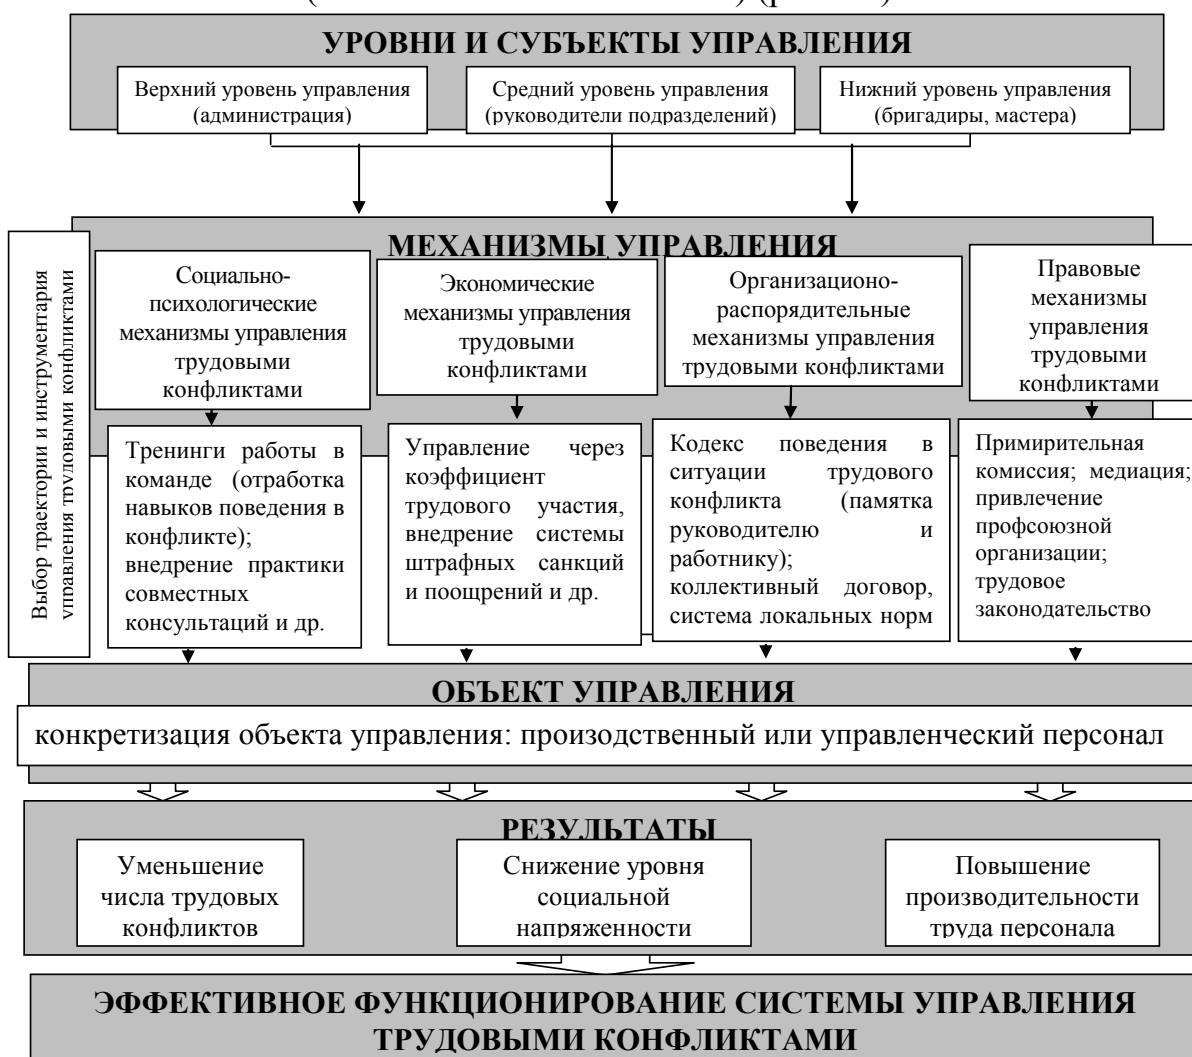 УРОВНИ И СУБЪЕКТЫ УПРАВЛЕНИЯ
Верхний уровень управления
(администрация)
Средний уровень управления
(руководители подразделений)
Нижний уровень управления
(бригадиры, мастера)
МЕХАНИЗМЫ УПРАВЛЕНИЯ
Выбор траектории и инструментария
управления трудовыми конфликтами
Социально-
психологические
механизмы управления
трудовыми
конфликтами
Экономические
механизмы управления
трудовыми
конфликтами
Организационо-
распорядительные
механизмы управления
трудовыми конфликтами
Правовые
механизмы
управления
трудовыми
конфликтами
Тренинги работы в
команде (отработка
навыков поведения в
конфликте);
внедрение практики
совместных
консультаций и др.
Управление через
коэффициент
трудового участия,
внедрение системы
штрафных санкций
и поощрений и др.
Кодекс поведения в
ситуации трудового
конфликта (памятка
руководителю и
работнику);
коллективный договор,
система локальных норм
Примирительная
комиссия; медиация;
привлечение
профсоюзной
организации;
трудовое
законодательство
ОБЪЕКТ УПРАВЛЕНИЯ
конкретизация объекта управления: произодственный или управленческий персонал
РЕЗУЛЬТАТЫ
Уменьшение
числа трудовых
конфликтов
Снижение уровня
социальной
напряженности
Повышение
производительности
труда персонала
ЭФФЕКТИВНОЕ ФУНКЦИОНИРОВАНИЕ СИСТЕМЫ УПРАВЛЕНИЯ
ТРУДОВЫМИ КОНФЛИКТАМИ